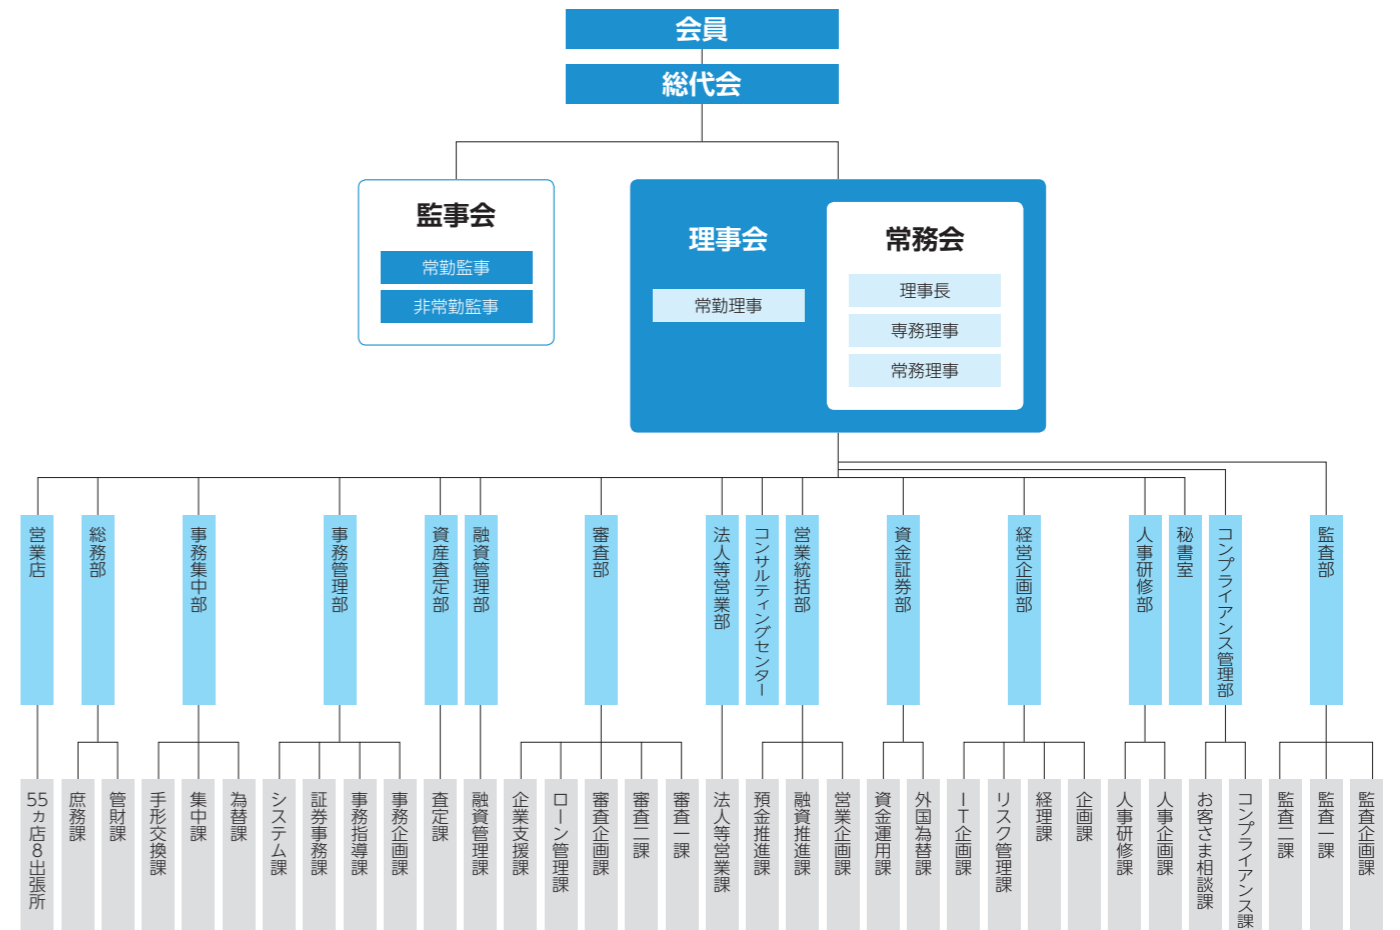 会員
総代会
監事会
常勤監事
非常勤監事
理事会
常勤理事
常務会
理事長
専務理事
常務理事
営業店
総務部
事務集中部
事務管理部
資産査定部
融資管理部
審査部
法人等営業部
コンサルティングセンター
営業統括部
資金証券部
経営企画部
人事研修部
秘書室
コンプライアンス管理部
監査部
55ヵ店8出張所
庶務課
管財課
手形交換課
集中課
為替課
システム課
証券事務課
事務指導課
事務企画課
査定課
融資管理課
企業支援課
ローン管理課
審査企画課
審査二課
審査一課
法人等営業課
預金推進課
融資推進課
営業企画課
資金運用課
外国為替課
IT企画課
リスク管理課
経理課
企画課
人事研修課
人事企画課
お客さま相談課
コンプライアンス課
監査二課
監査一課
監査企画課